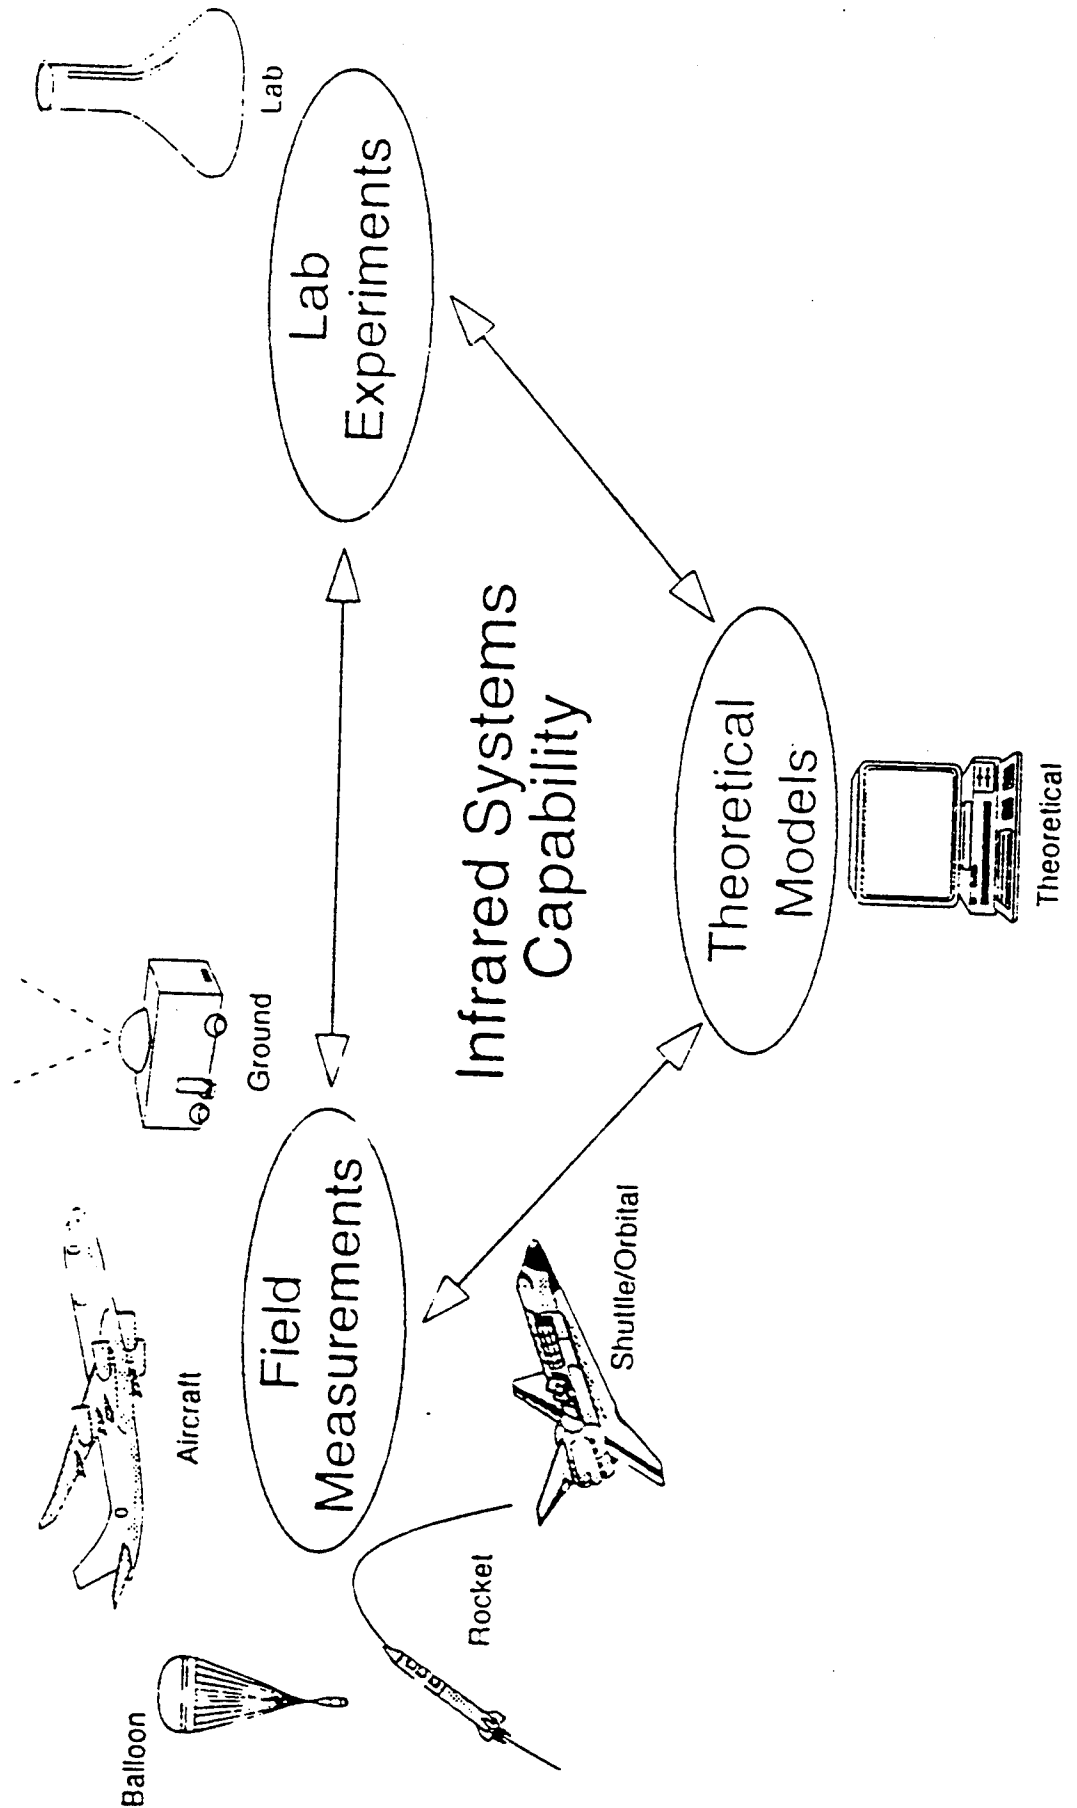 Balloon
Aircraft
Ground
Lab
Field
Measurements
Lab
Experiments
Infrared Systems
Capability
Rocket
Shuttle/Orbital
Theoretical
Models
Theoretical